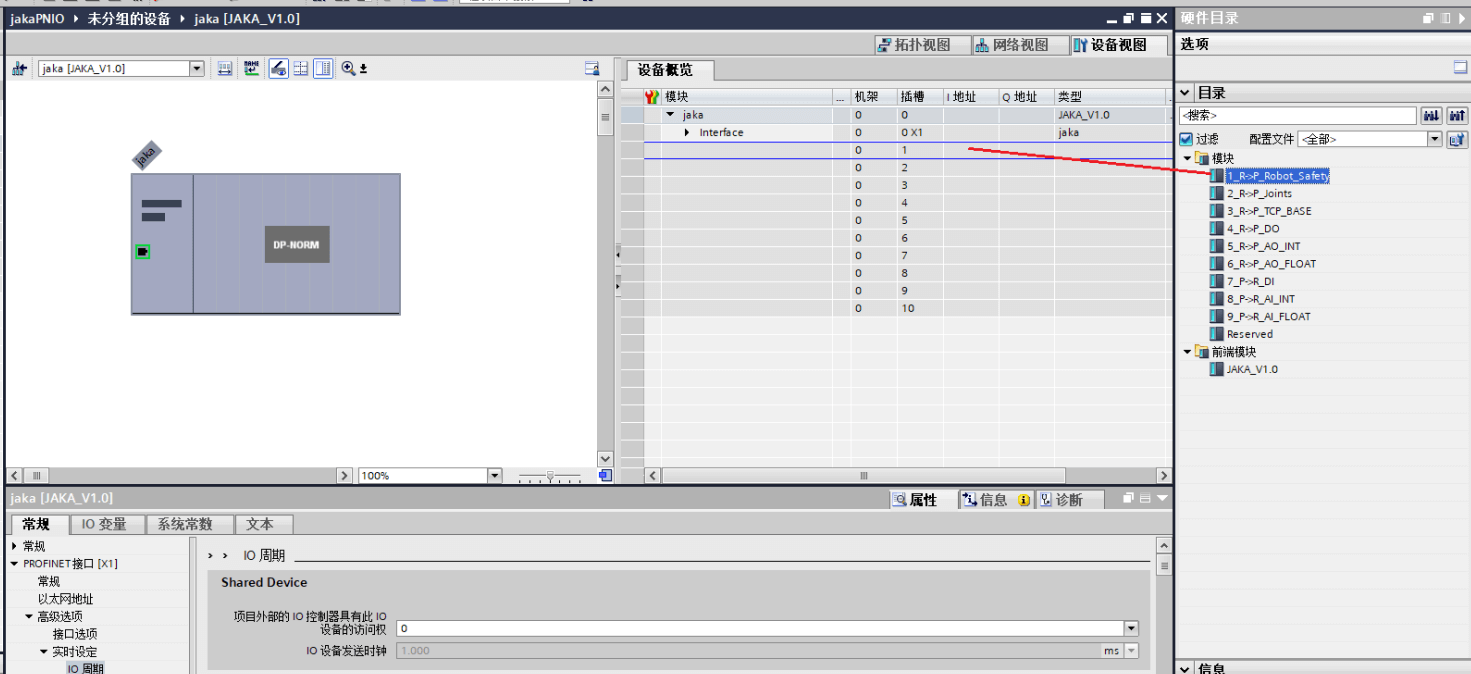 jakaPNIO ▸ 未分组的设备 ▸ jaka [JAKA_V1.0]
拓扑视图 网络视图 设备视图
jaka [JAKA_V1.0]
jaka
DP-NORM
100%
设备概览
模块 ... 机架 插槽 I 地址 Q 地址 类型
jaka 0 0 JAKA_V1.0
Interface 0 0 X1 jaka
0 1
0 2
0 3
0 4
0 5
0 6
0 7
0 8
0 9
0 10
硬件目录
选项
目录
<搜索>
过滤 配置文件 <全部>
模块
1_R->P_Robot_Safety
2_R->P_Joints
3_R->P_TCP_BASE
4_R->P_DO
5_R->P_AO_INT
6_R->P_AO_FLOAT
7_P->R_DI
8_P->R_AI_INT
9_P->R_AI_FLOAT
Reserved
前端模块
JAKA_V1.0
信息
jaka [JAKA_V1.0]
属性 信息 诊断
常规 IO 变量 系统常数 文本
常规
PROFINET接口 [X1]
常规
以太网地址
高级选项
接口选项
实时设定
IO 周期
IO 周期
Shared Device
项目外部的 IO 控制器具有此 IO
设备的访问权 0
IO 设备发送时钟 1.000 ms